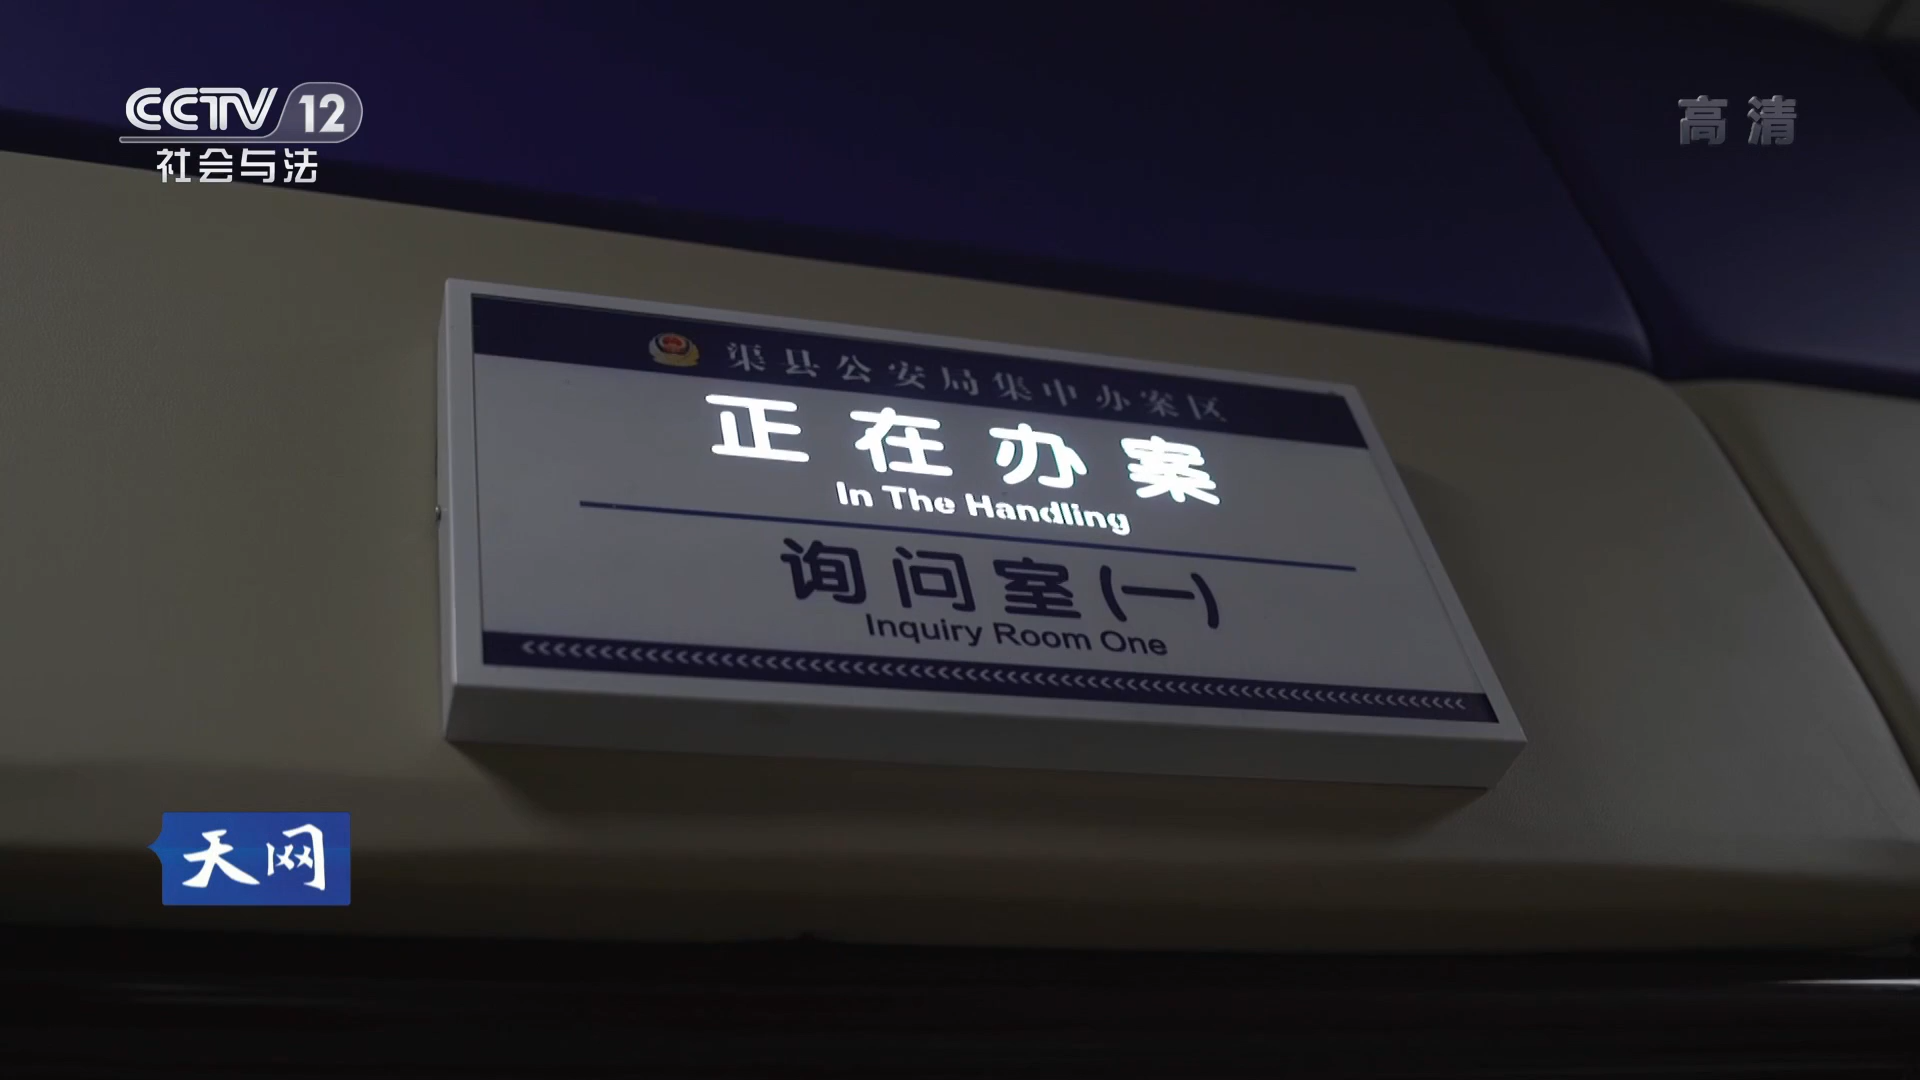 CCTV 12
社会与法
高清
渠县公安局集中办案区
正在办案
In The Handling
询问室(一)
Inquiry Room One
天网